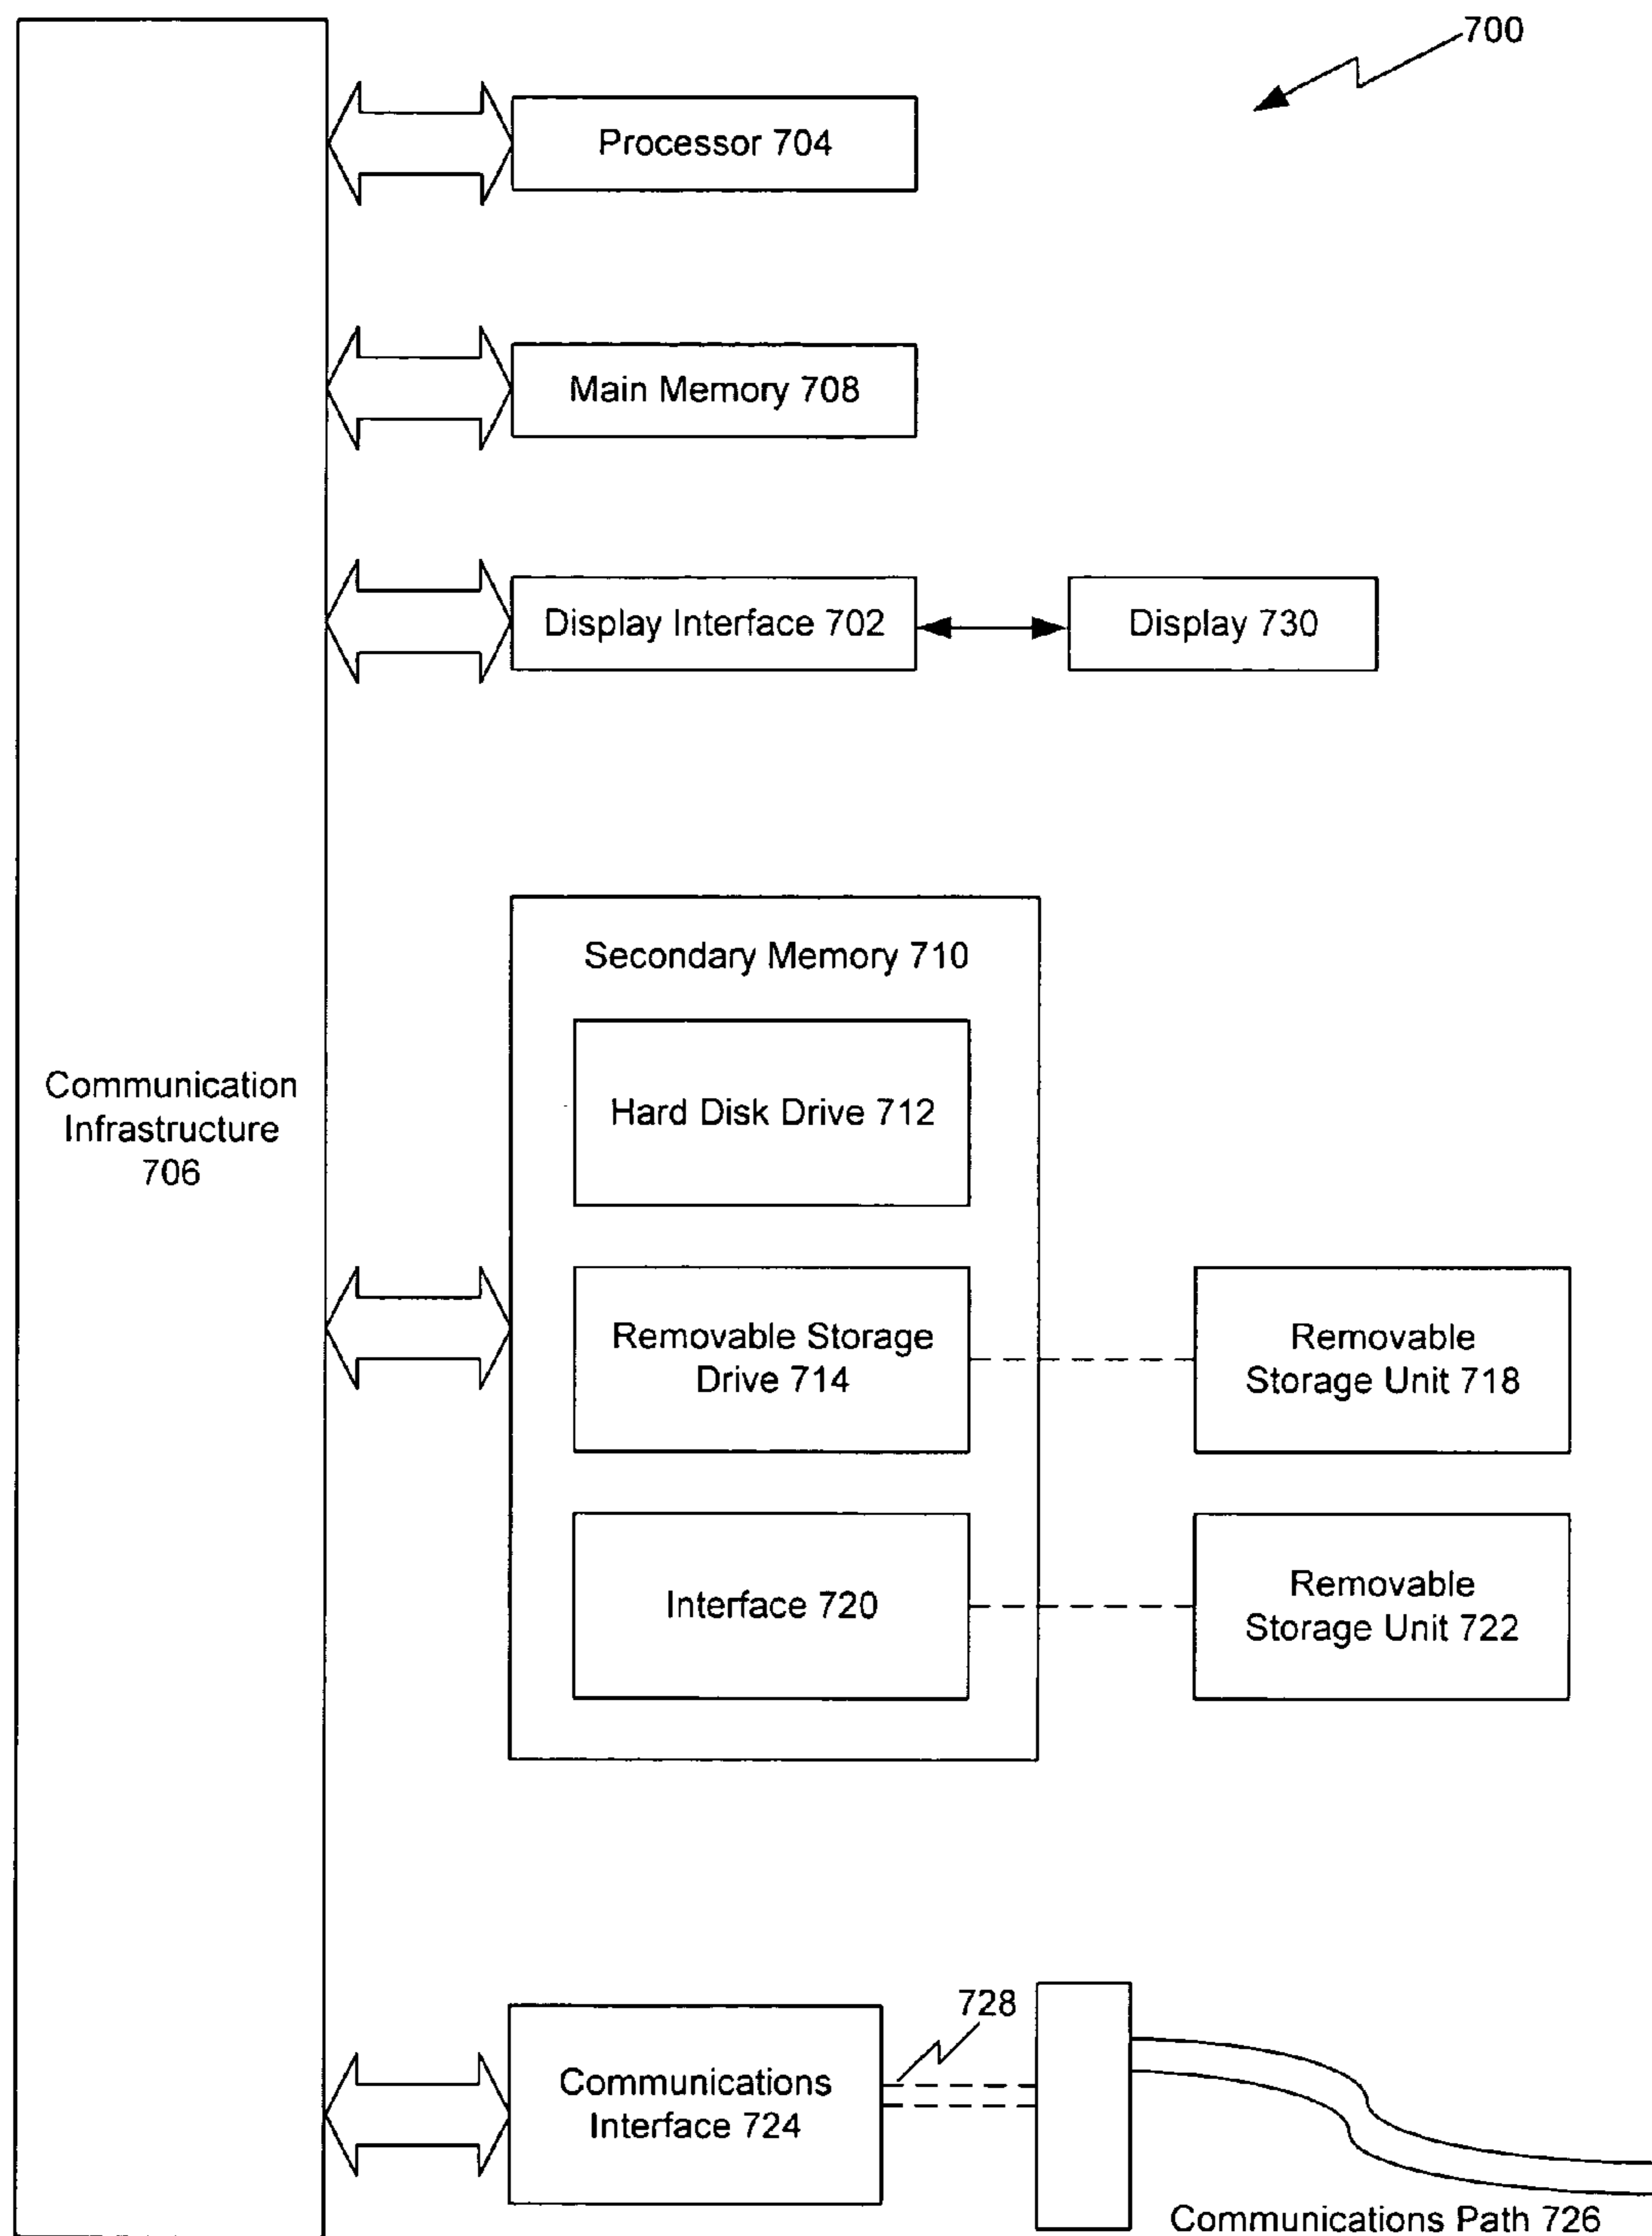 700
Processor 704
Main Memory 708
Display Interface 702
Display 730
Secondary Memory 710
Hard Disk Drive 712
Communication
Infrastructure
706
Removable Storage
Drive 714
Removable
Storage Unit 718
Interface 720
Removable
Storage Unit 722
728
Communications
Interface 724
Communications Path 726